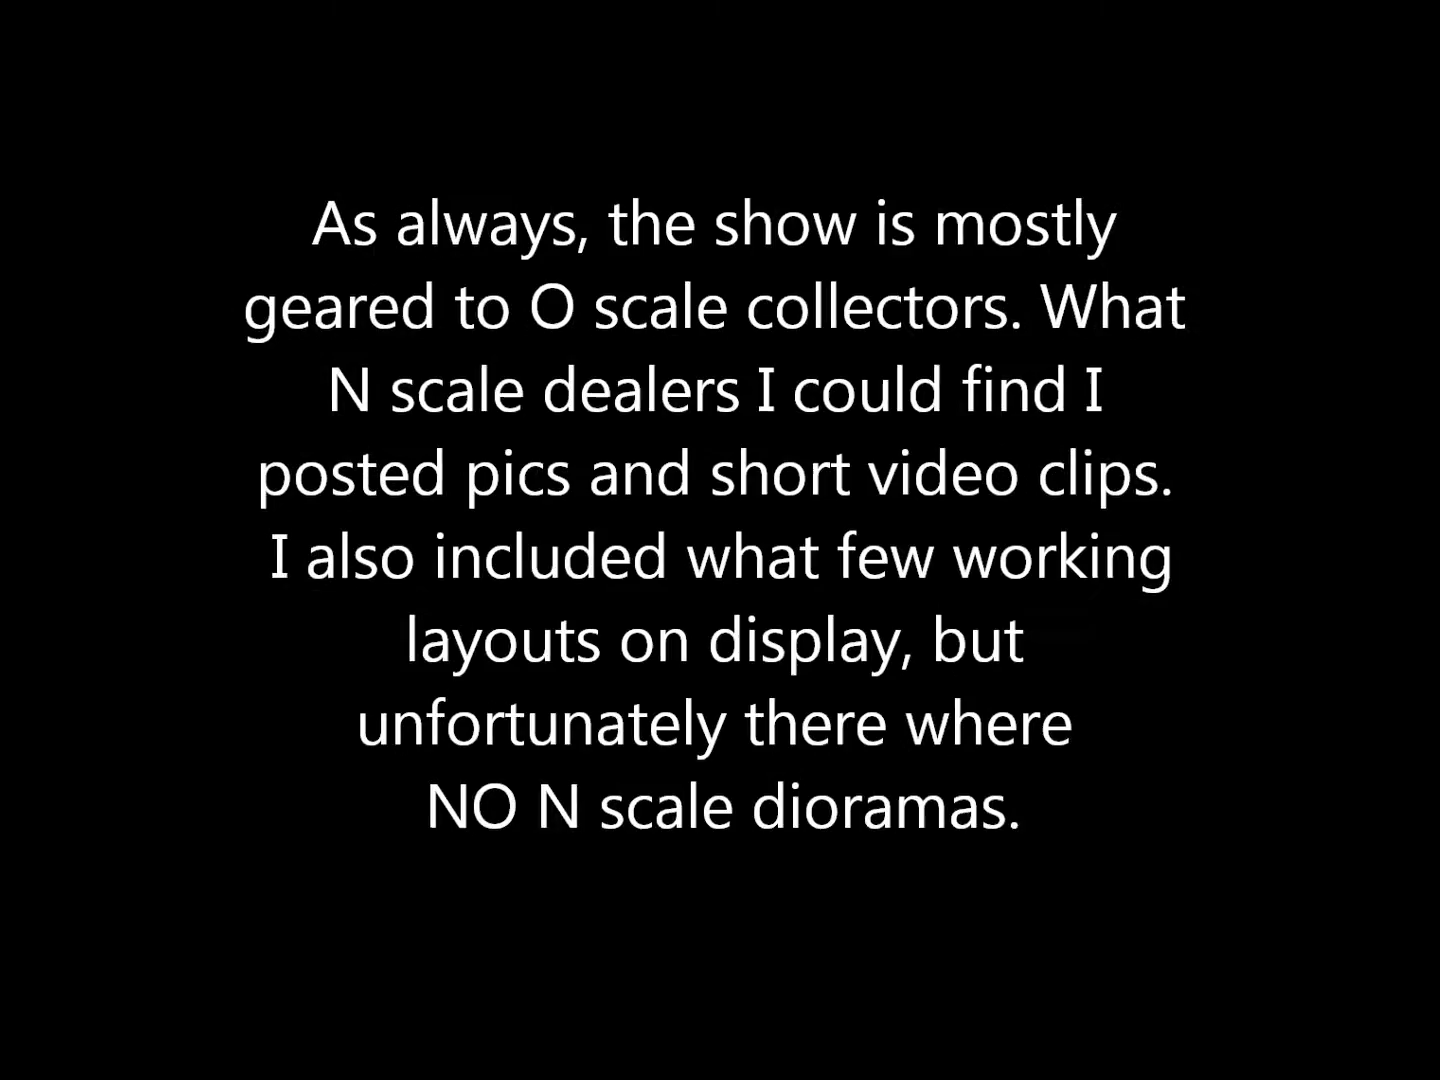 As always, the show is mostly
geared to O scale collectors. What
N scale dealers I could find I
posted pics and short video clips.
I also included what few working
layouts on display, but
unfortunately there where
NO N scale dioramas.